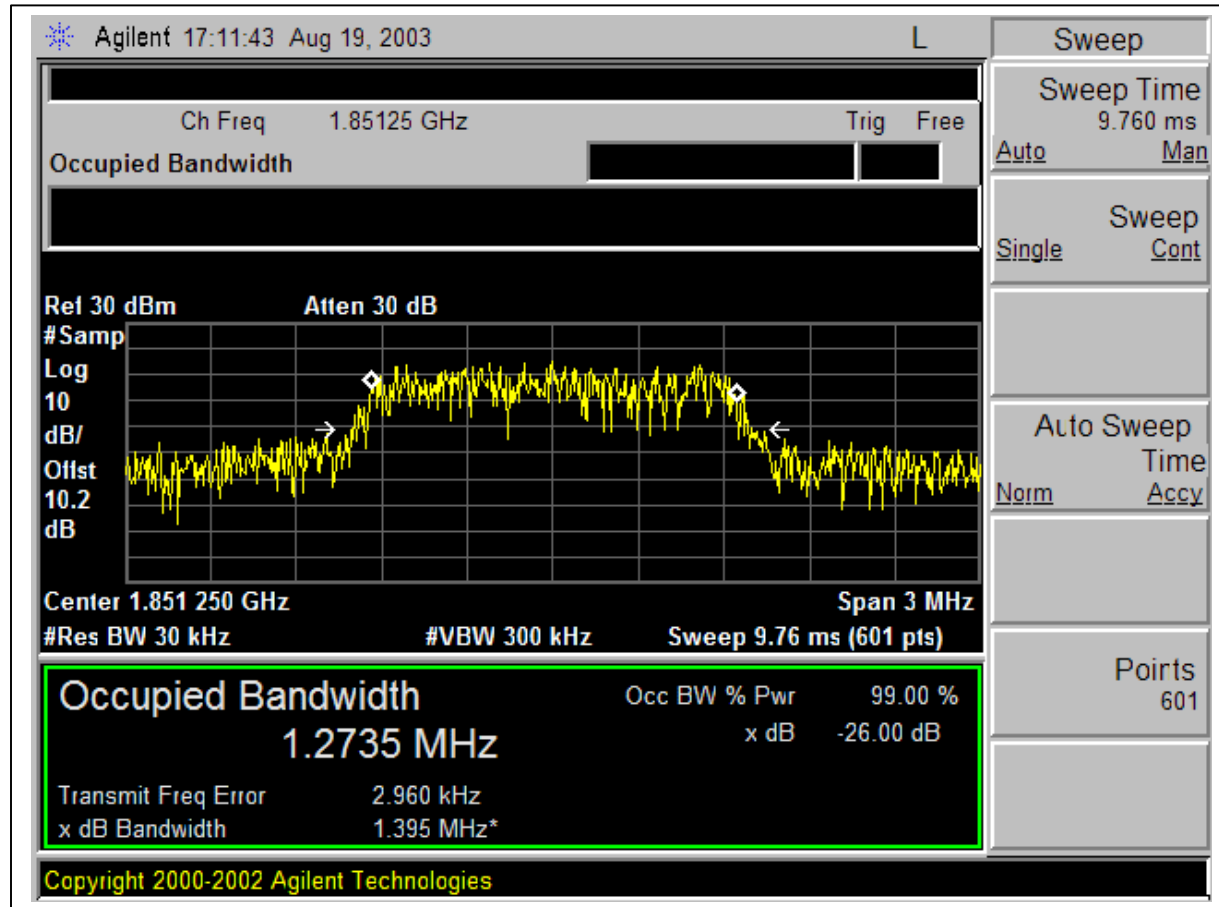 Agilent 17:11:43 Aug 19, 2003 L
Sweep
Sweep Time
9.760 ms
Auto Man
Ch Freq 1.85125 GHz Trig Free
Occupied Bandwidth
Sweep
Single Cont
Ref 30 dBm Atten 30 dB
#Samp
Log
10
dB/
Offst
10.2
dB
Auto Sweep
Time
Norm Accy
Center 1.851 250 GHz Span 3 MHz
#Res BW 30 kHz #VBW 300 kHz Sweep 9.76 ms (601 pts)
Points
601
Occupied Bandwidth Occ BW % Pwr 99.00 %
1.2735 MHz x dB -26.00 dB
Transmit Freq Error 2.960 kHz
x dB Bandwidth 1.395 MHz*
Copyright 2000-2002 Agilent Technologies